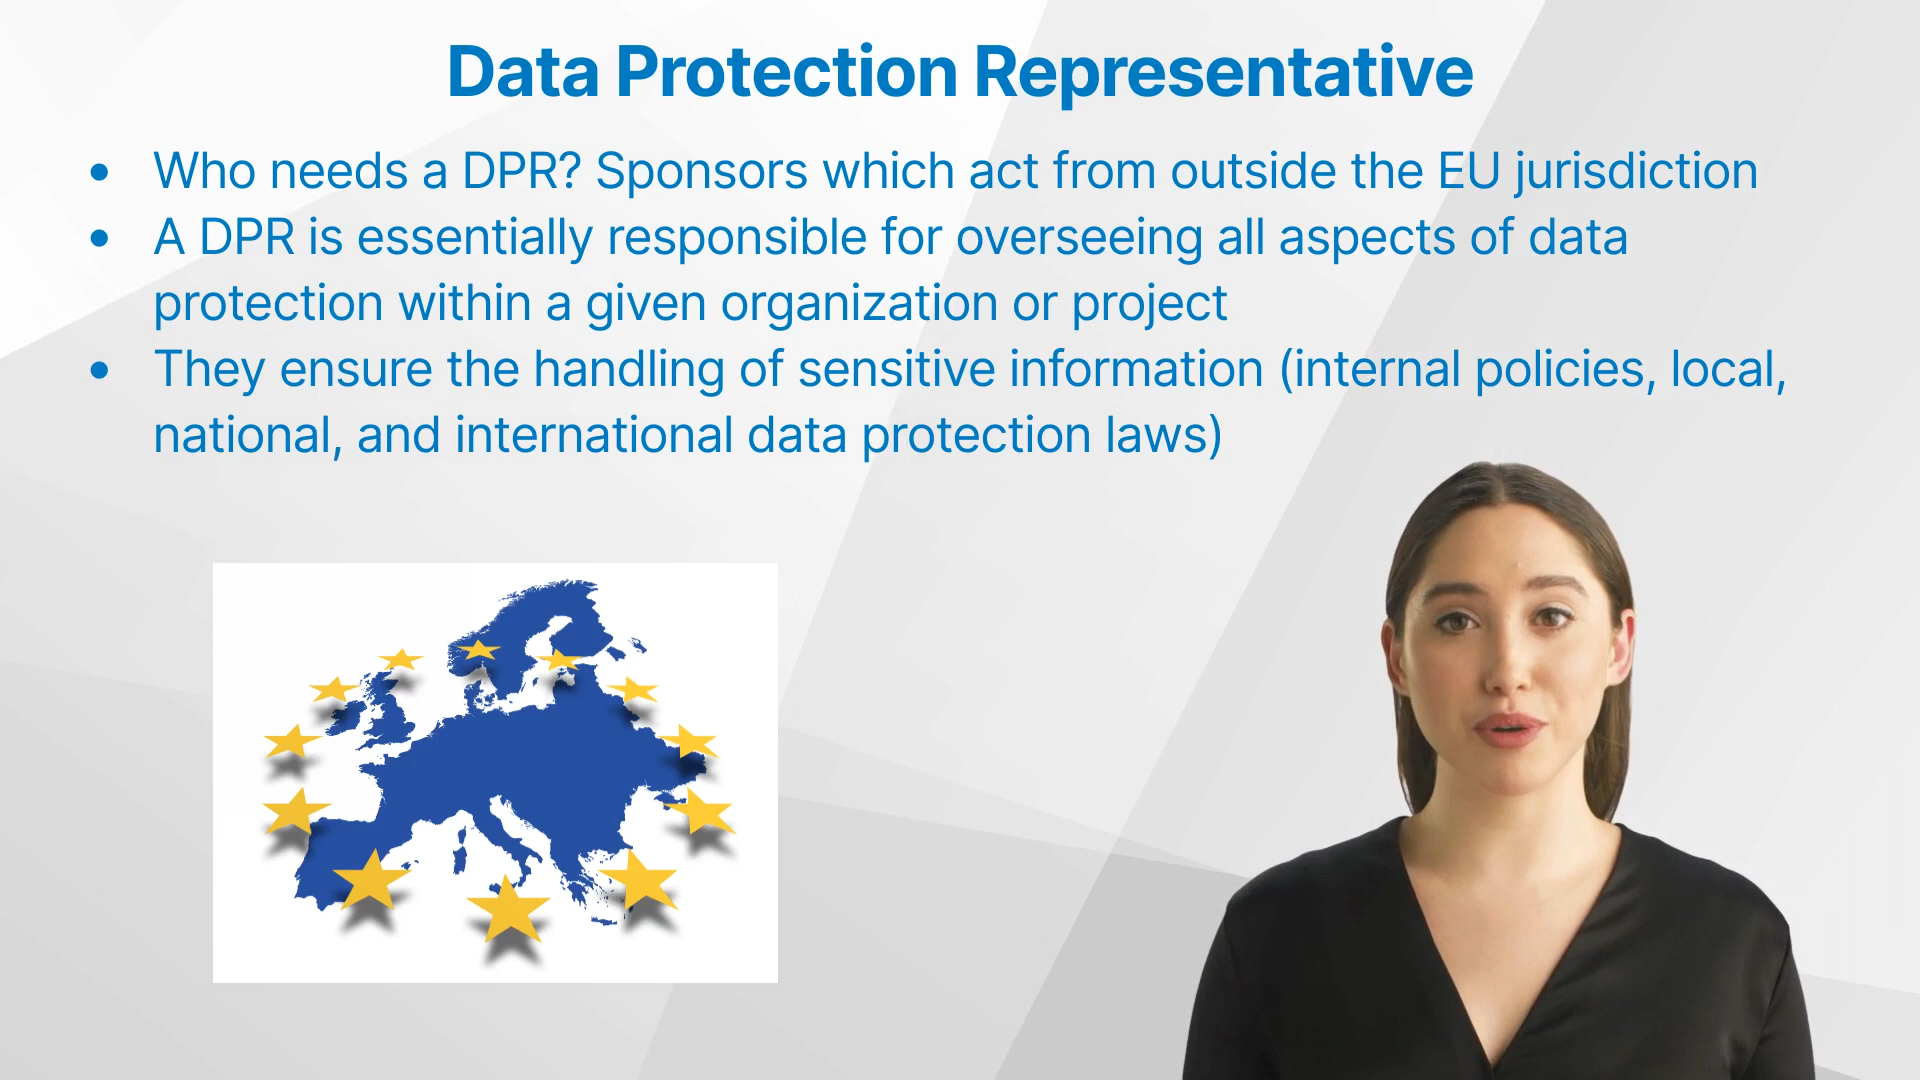 Data Protection Representative
• Who needs a DPR? Sponsors which act from outside the EU jurisdiction
• A DPR is essentially responsible for overseeing all aspects of data
protection within a given organization or project
• They ensure the handling of sensitive information (internal policies, local,
national, and international data protection laws)